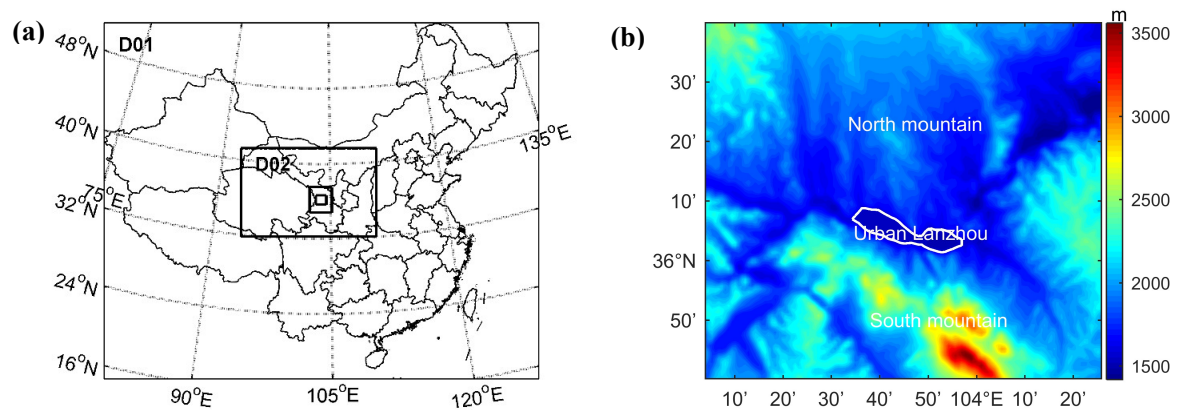 (a)
D01
D02
48°N
40°N
32°N
24°N
16°N
75°E
90°E
105°E
120°E
135°E
(b)
m
North mountain
Urban Lanzhou
South mountain
30'
20'
10'
36°N
50'
10'
20'
30'
40'
50'
104°E
10'
20'
3500
3000
2500
2000
1500